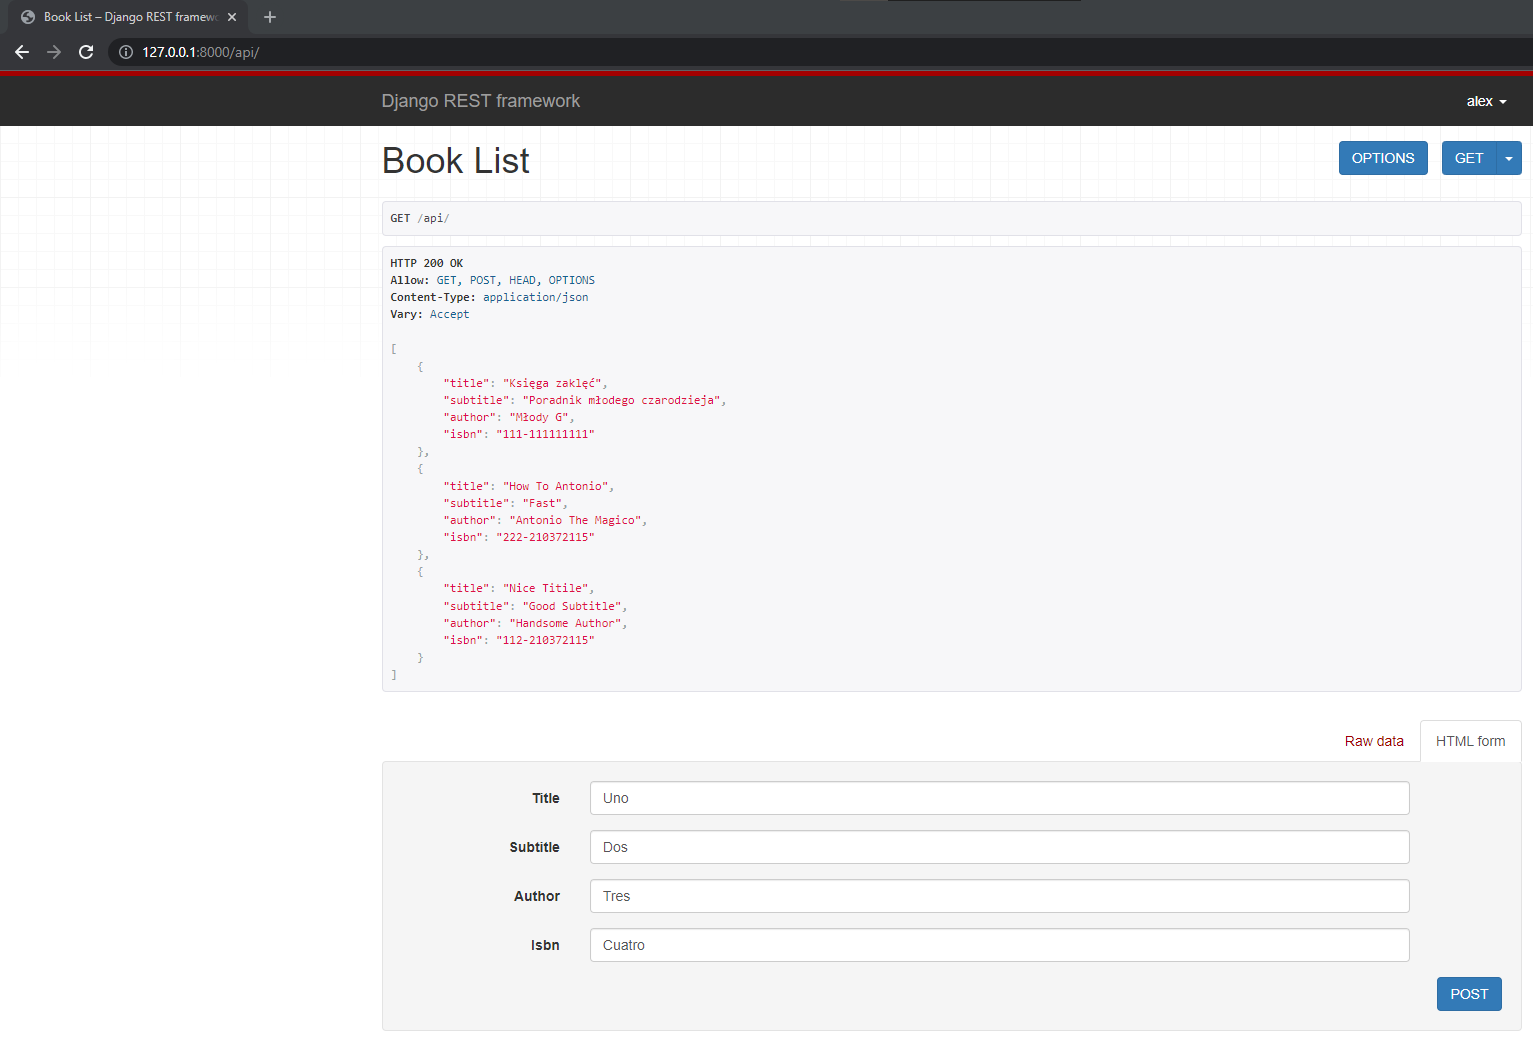 Book List – Django REST framewo
127.0.0.1:8000/api/
Django REST framework
alex
Book List
OPTIONS
GET
GET /api/
HTTP 200 OK
Allow: GET, POST, HEAD, OPTIONS
Content-Type: application/json
Vary: Accept
[
{
"title": "Księga zaklęć",
"subtitle": "Poradnik młodego czarodzieja",
"author": "Młody G",
"isbn": "111-111111111"
},
{
"title": "How To Antonio",
"subtitle": "Fast",
"author": "Antonio The Magico",
"isbn": "222-210372115"
},
{
"title": "Nice Titile",
"subtitle": "Good Subtitle",
"author": "Handsome Author",
"isbn": "112-210372115"
}
]
Raw data
HTML form
Title
Uno
Subtitle
Dos
Author
Tres
Isbn
Cuatro
POST